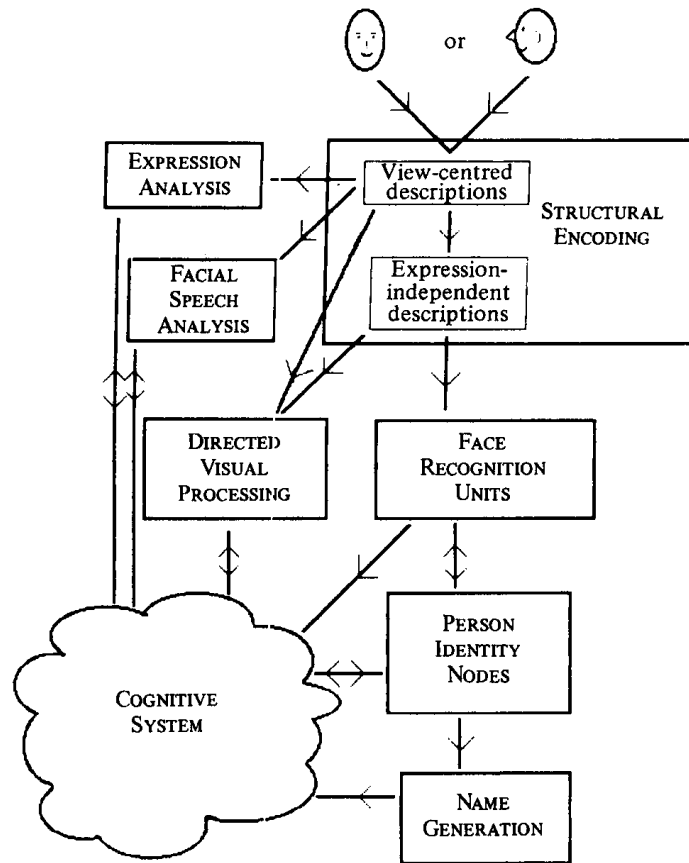 or
EXPRESSION
ANALYSIS
View-centred
descriptions
STRUCTURAL
ENCODING
FACIAL
SPEECH
ANALYSIS
Expression-
independent
descriptions
DIRECTED
VISUAL
PROCESSING
FACE
RECOGNITION
UNITS
PERSON
IDENTITY
NODES
COGNITIVE
SYSTEM
NAME
GENERATION